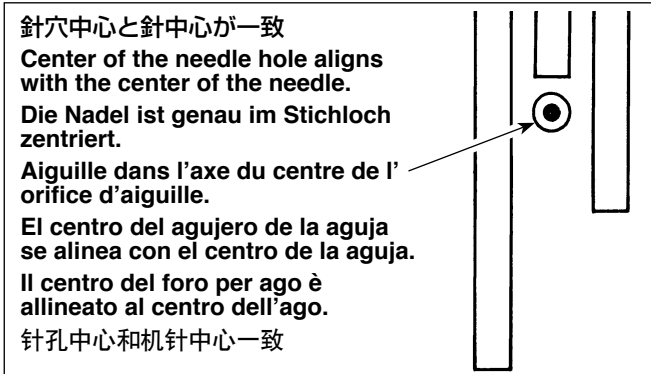 針穴中心と針中心が一致
Center of the needle hole aligns
with the center of the needle.
Die Nadel ist genau im Stichloch
zentriert.
Aiguille dans l’axe du centre de l’
orifice d’aiguille.
El centro del agujero de la aguja
se alinea con el centro de la aguja.
Il centro del foro per ago è
allineato al centro dell’ago.
针孔中心和机针中心一致